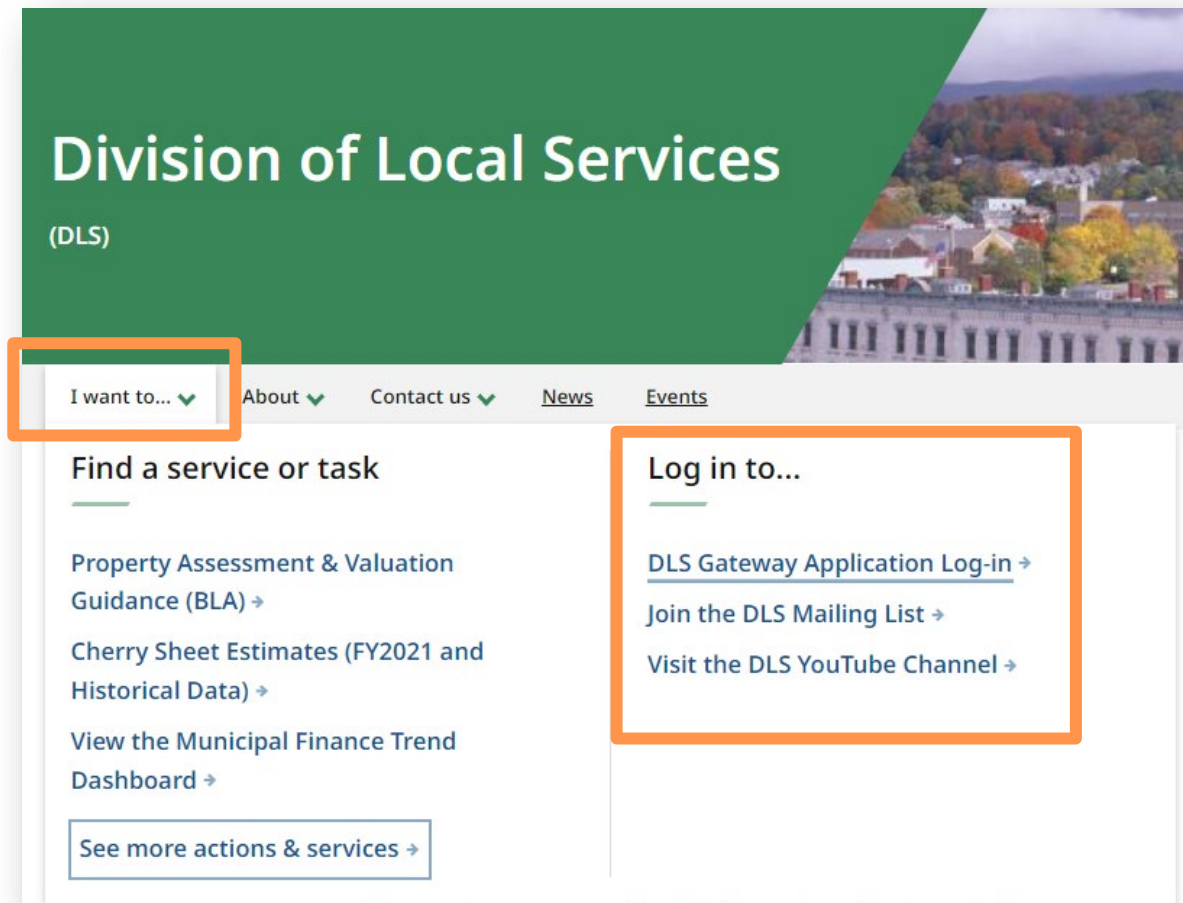 Division of Local Services
(DLS)
I want to... About Contact us News Events
Find a service or task
Property Assessment & Valuation
Guidance (BLA)
Cherry Sheet Estimates (FY2021 and
Historical Data)
View the Municipal Finance Trend
Dashboard
See more actions & services
Log in to...
DLS Gateway Application Log-in
Join the DLS Mailing List
Visit the DLS YouTube Channel